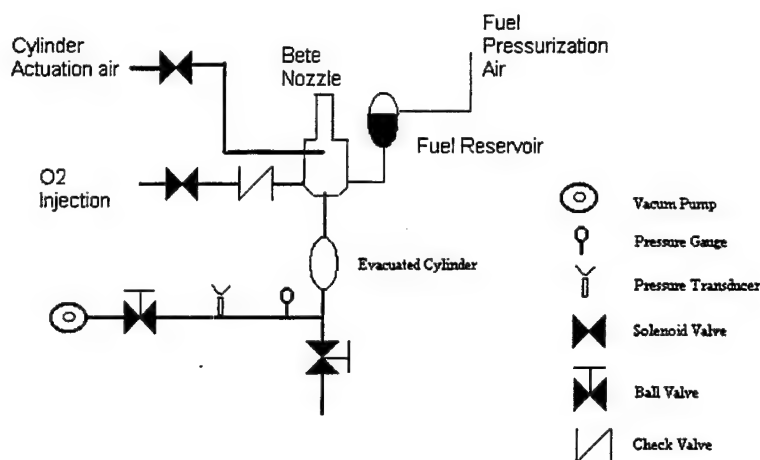 Cylinder
Actuation air
Bete
Nozzle
Fuel
Pressurization
Air
Fuel Reservoir
O2
Injection
Evacuated Cylinder
Vacum Pump
Pressure Gauge
Pressure Transducer
Solenoid Valve
Ball Valve
Check Valve